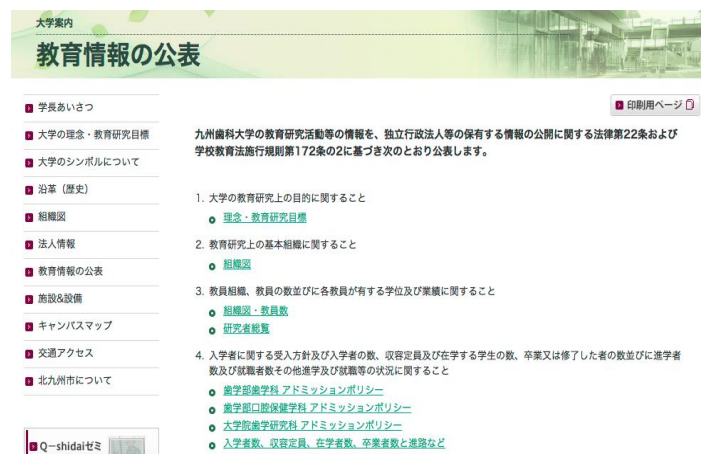 大学案内
教育情報の公表
学長あいさつ
大学の理念・教育研究目標
大学のシンボルについて
沿革（歴史）
組織図
法人情報
教育情報の公表
施設&設備
キャンパスマップ
交通アクセス
北九州市について
Q-shidaiゼミ
印刷用ページ
九州歯科大学の教育研究活動等の情報を、独立行政法人等の保有する情報の公開に関する法律第22条および
学校教育法施行規則第172条の2に基づき次のとおり公表します。
1. 大学の教育研究上の目的に関すること
理念・教育研究目標
2. 教育研究上の基本組織に関すること
組織図
3. 教員組織、教員の数並びに各教員が有する学位及び業績に関すること
組織図・教員数
研究者総覧
4. 入学者に関する受入方針及び入学者の数、収容定員及び在学する学生の数、卒業又は修了した者の数並びに進学者
数及び就職者数その他進学及び就職等の状況に関すること
歯学部歯学科 アドミッションポリシー
歯学部口腔保健学科 アドミッションポリシー
大学院歯学研究科 アドミッションポリシー
入学者数、収容定員、在学者数、卒業者数と進路など